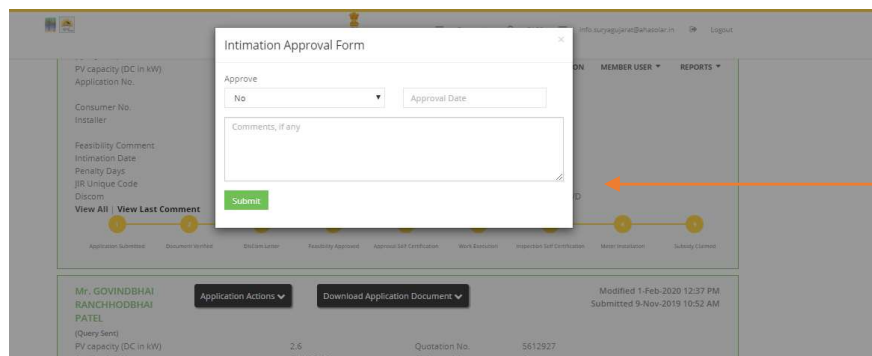 info.suryagujarat@ahasolar.in Logout
Intimation Approval Form ×
PV capacity (DC in kW)
ON MEMBER USER REPORTS
Application No.
Approve
No Approval Date
Consumer No.
Installer
Comments, if any
Feasibility Comment
Intimation Date
Penalty Days
JIR Unique Code
Discom
Submit
View All | View Last Comment
Application Submitted Document Verified DisCom Letter Feasibility Approved Approval Self Certification Work Execution Inspection Self Certification Meter Installation Subsidy Claimed
Mr. GOVINDBHAI
RANCHHODBHAI
PATEL
Application Actions Download Application Document
Modified 1-Feb-2020 12:37 PM
Submitted 9-Nov-2019 10:52 AM
(Query Sent)
PV capacity (DC in kW) 2.6 Quotation No. 5612927